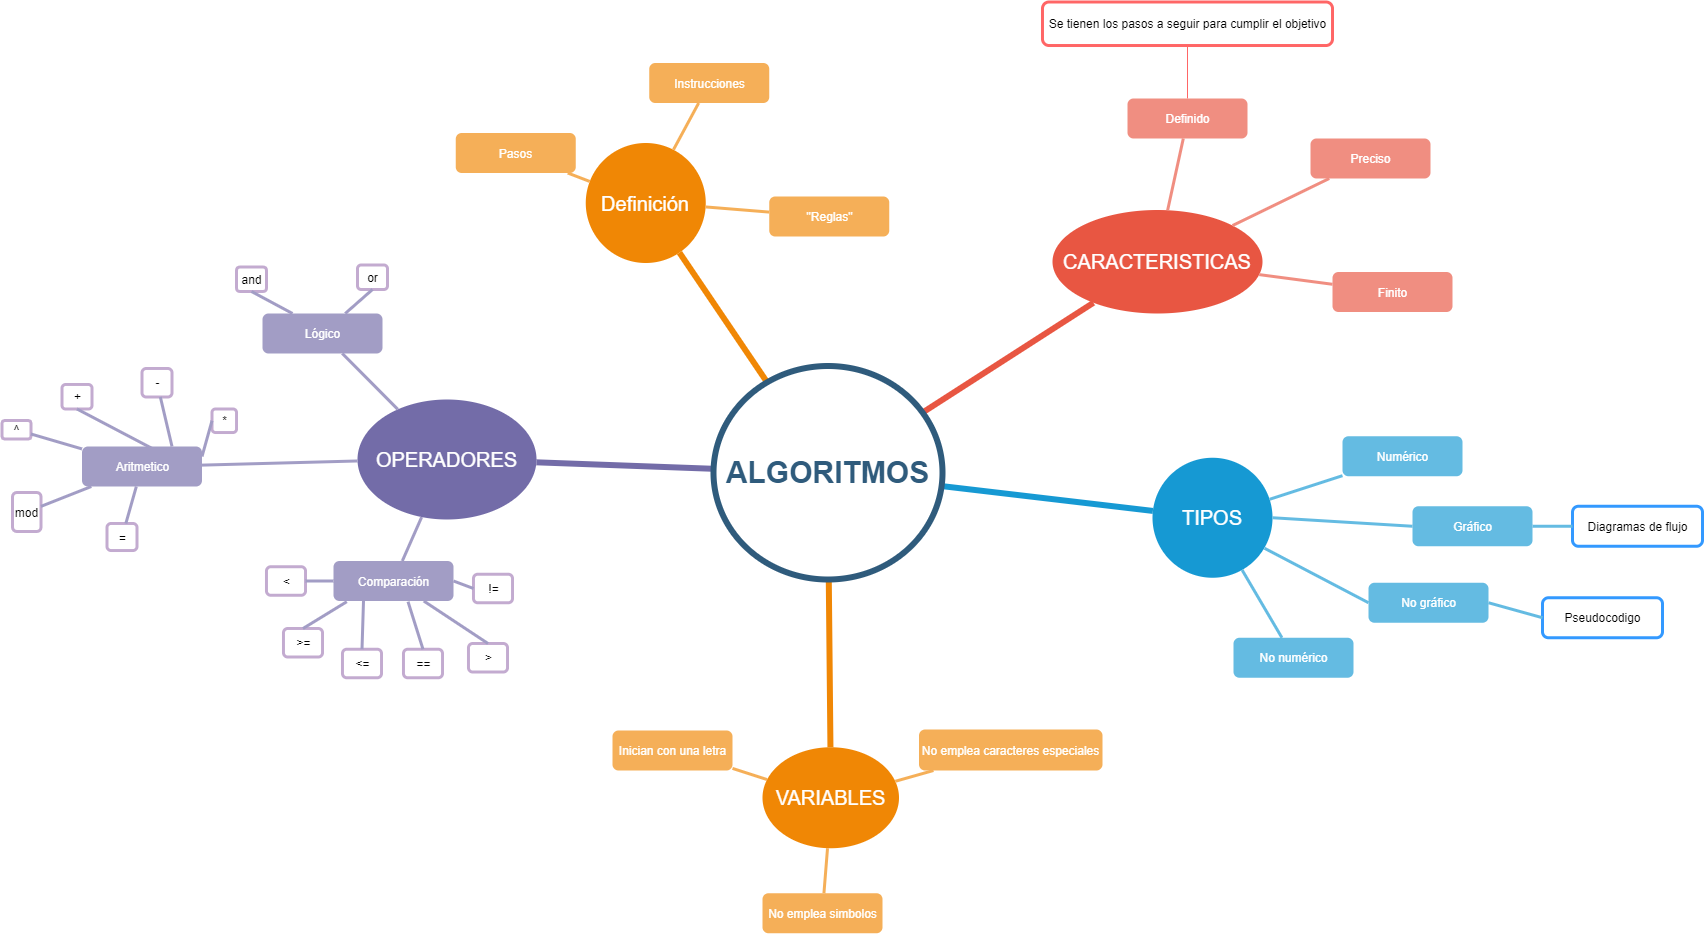 Se tienen los pasos a seguir para cumplir el objetivo
Instrucciones
Definido
Pasos
Preciso
Definición
"Reglas"
CARACTERISTICAS
Finito
and
or
Lógico
-
+
*
^
Aritmetico
mod
=
OPERADORES
ALGORITMOS
Numérico
TIPOS
Gráfico
Diagramas de flujo
Comparación
<
!=
>=
<=
==
>
No gráfico
Pseudocodigo
No numérico
Inician con una letra
No emplea caracteres especiales
VARIABLES
No emplea simbolos